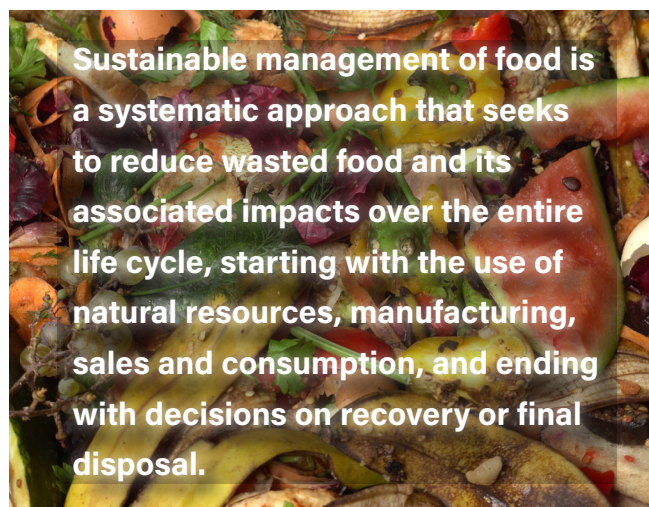 Sustainable management of food is
a systematic approach that seeks
to reduce wasted food and its
associated impacts over the entire
life cycle, starting with the use of
natural resources, manufacturing,
sales and consumption, and ending
with decisions on recovery or final
disposal.